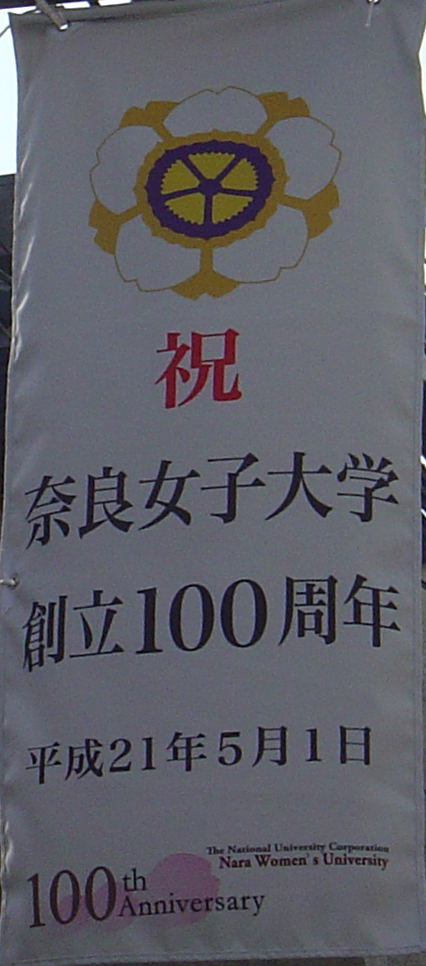 祝
奈良女子大学
創立100周年
平成21年5月1日
The National University Corporation
Nara Women's University
100th
Anniversary